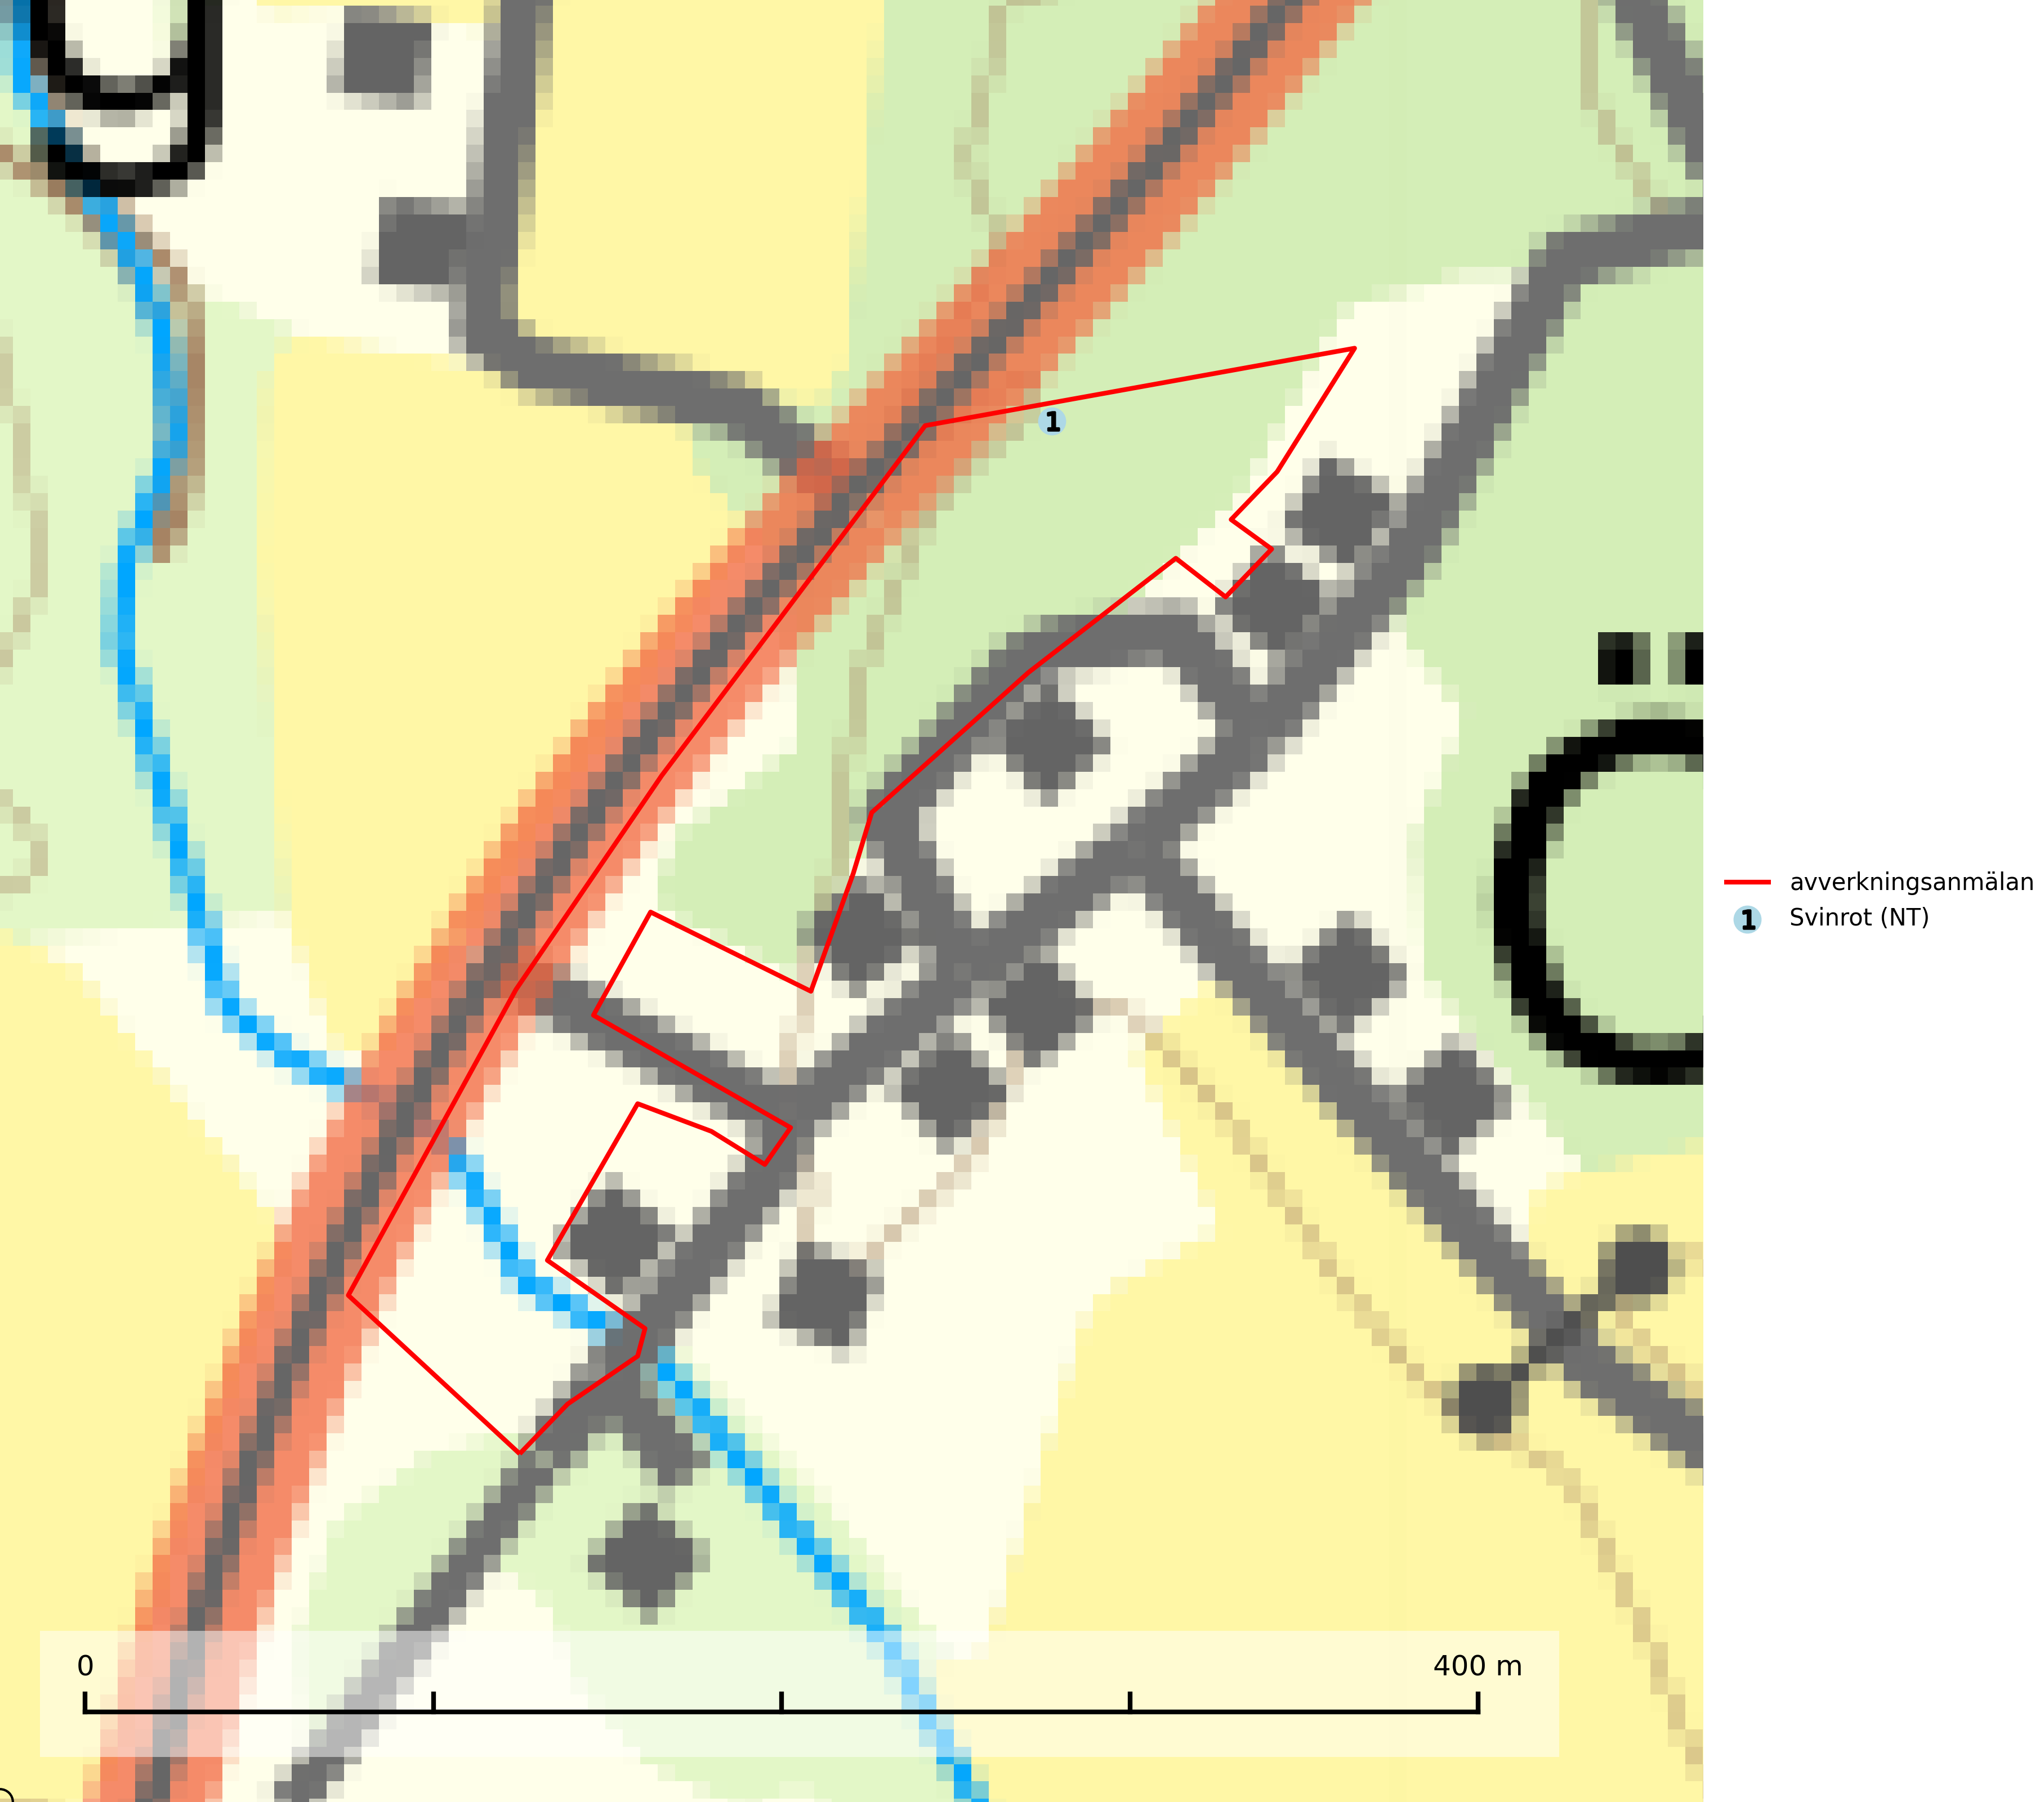 1
avverkningsanmälan
1 Svinrot (NT)
0 400 m